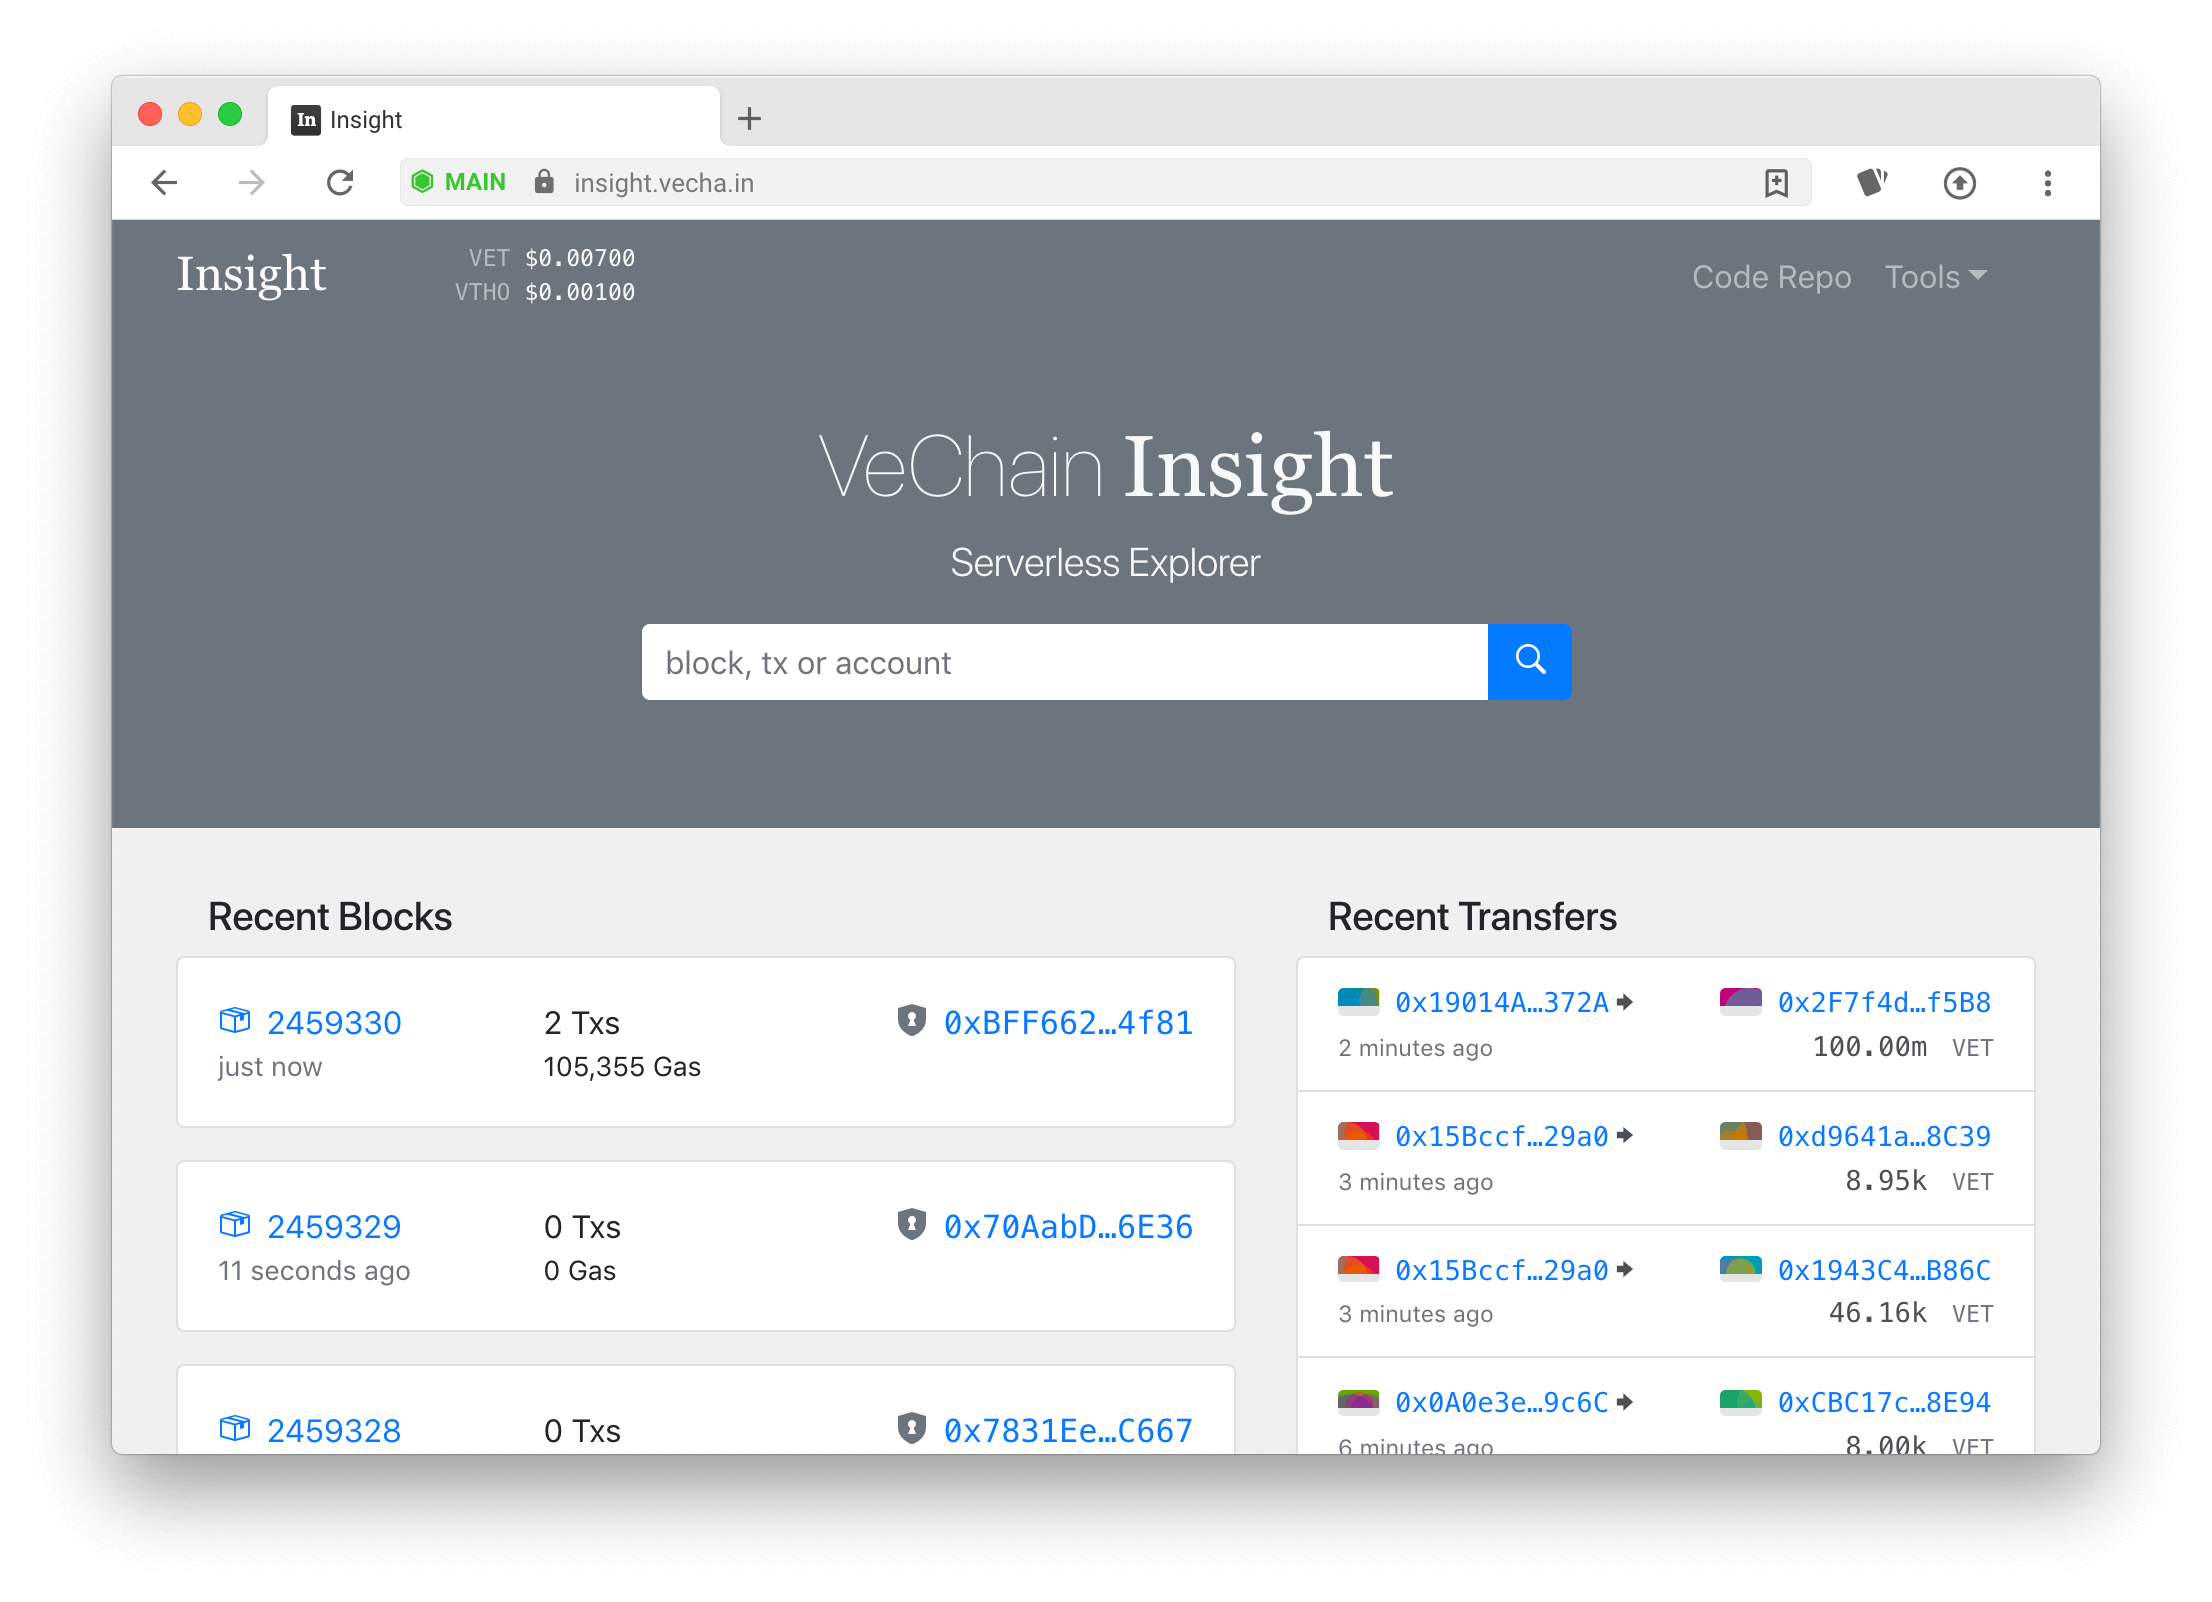 In Insight
MAIN insight.vecha.in
Insight
VET $0.00700
VTHO $0.00100
Code Repo Tools
VeChain Insight
Serverless Explorer
block, tx or account
Recent Blocks
2459330 2 Txs 0xBFF662…4f81
just now 105,355 Gas
2459329 0 Txs 0x70AabD…6E36
11 seconds ago 0 Gas
2459328 0 Txs 0x7831Ee…C667
Recent Transfers
0x19014A…372A 0x2F7f4d…f5B8
2 minutes ago 100.00m VET
0x15Bccf…29a0 0xd9641a…8C39
3 minutes ago 8.95k VET
0x15Bccf…29a0 0x1943C4…B86C
3 minutes ago 46.16k VET
0x0A0e3e…9c6C 0xCBC17c…8E94
6 minutes ago 8.00k VET